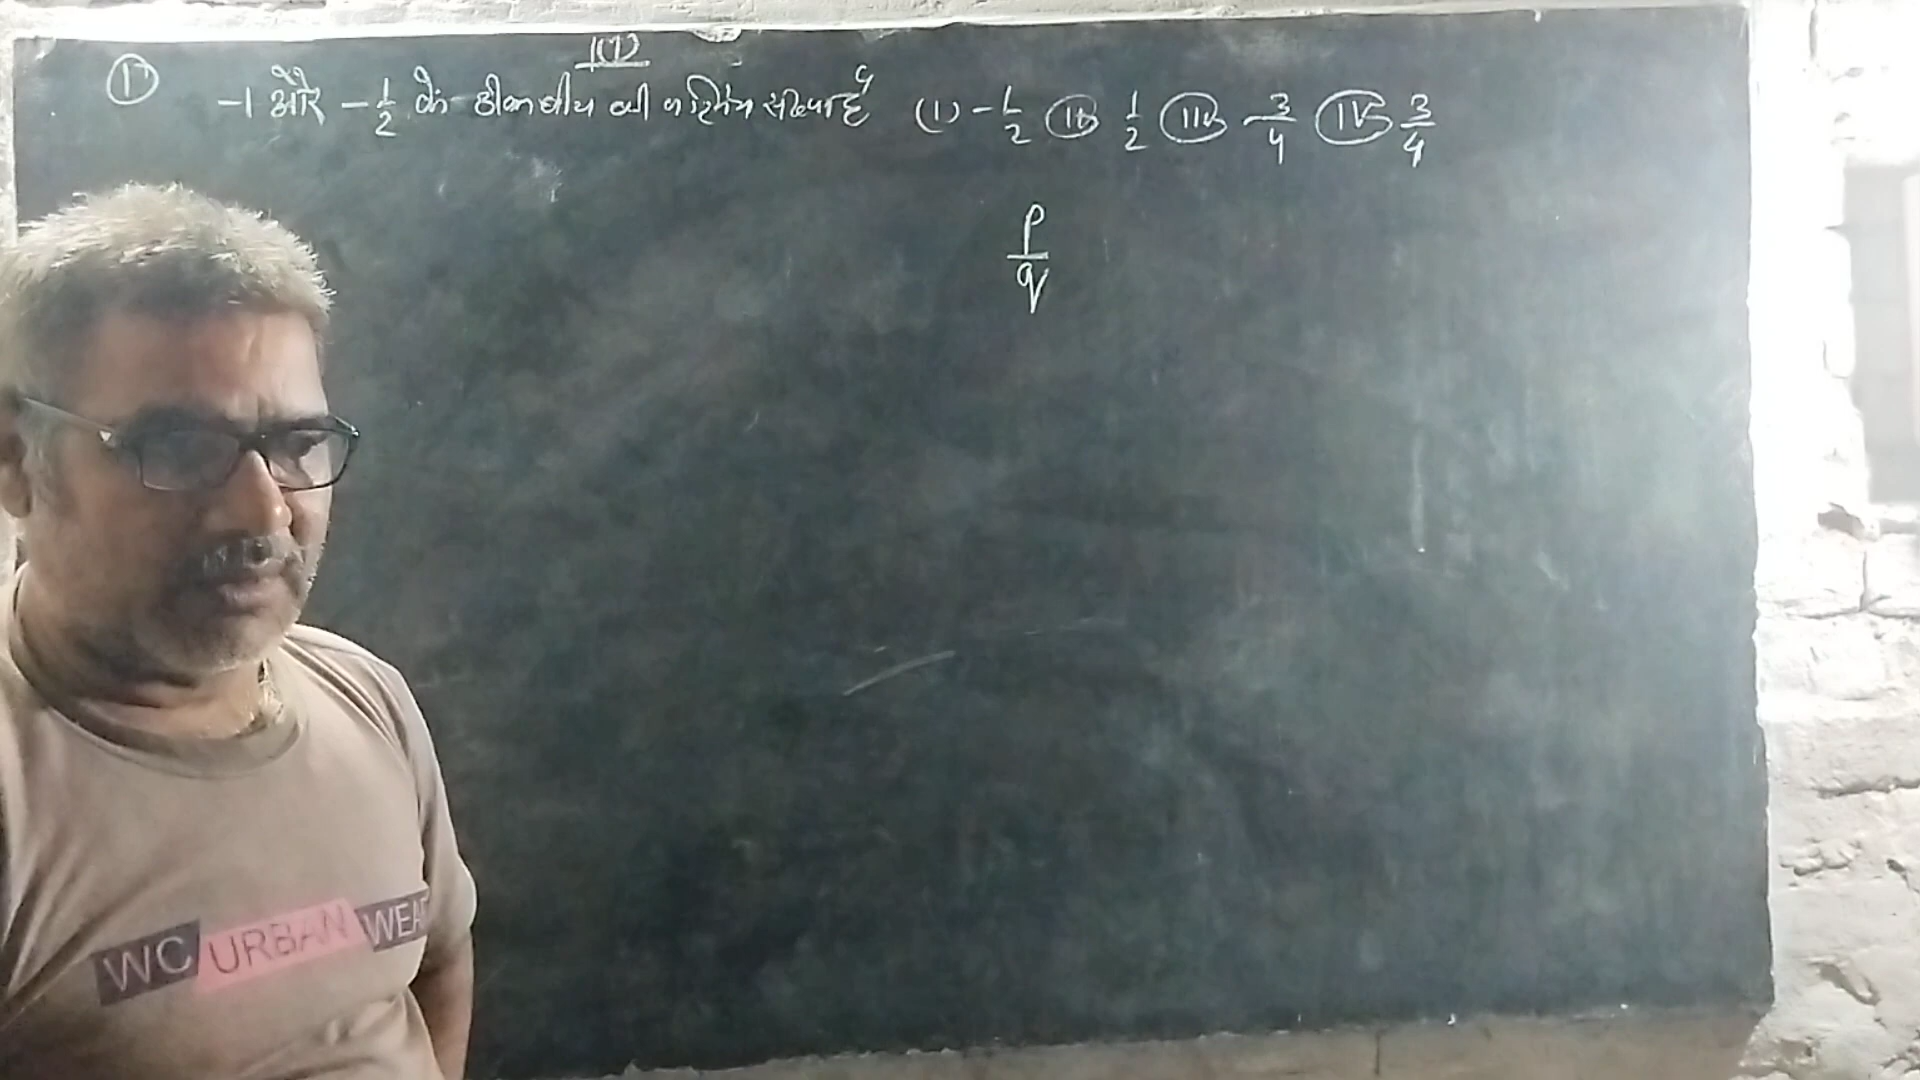 1(1)
① -1 और -1/2 के ठीक बीच की परिमेय संख्या है (i) -1/2 (ii) 1/2 (iii) -3/4 (iv) 3/4
p/q
WC URBAN WEAR